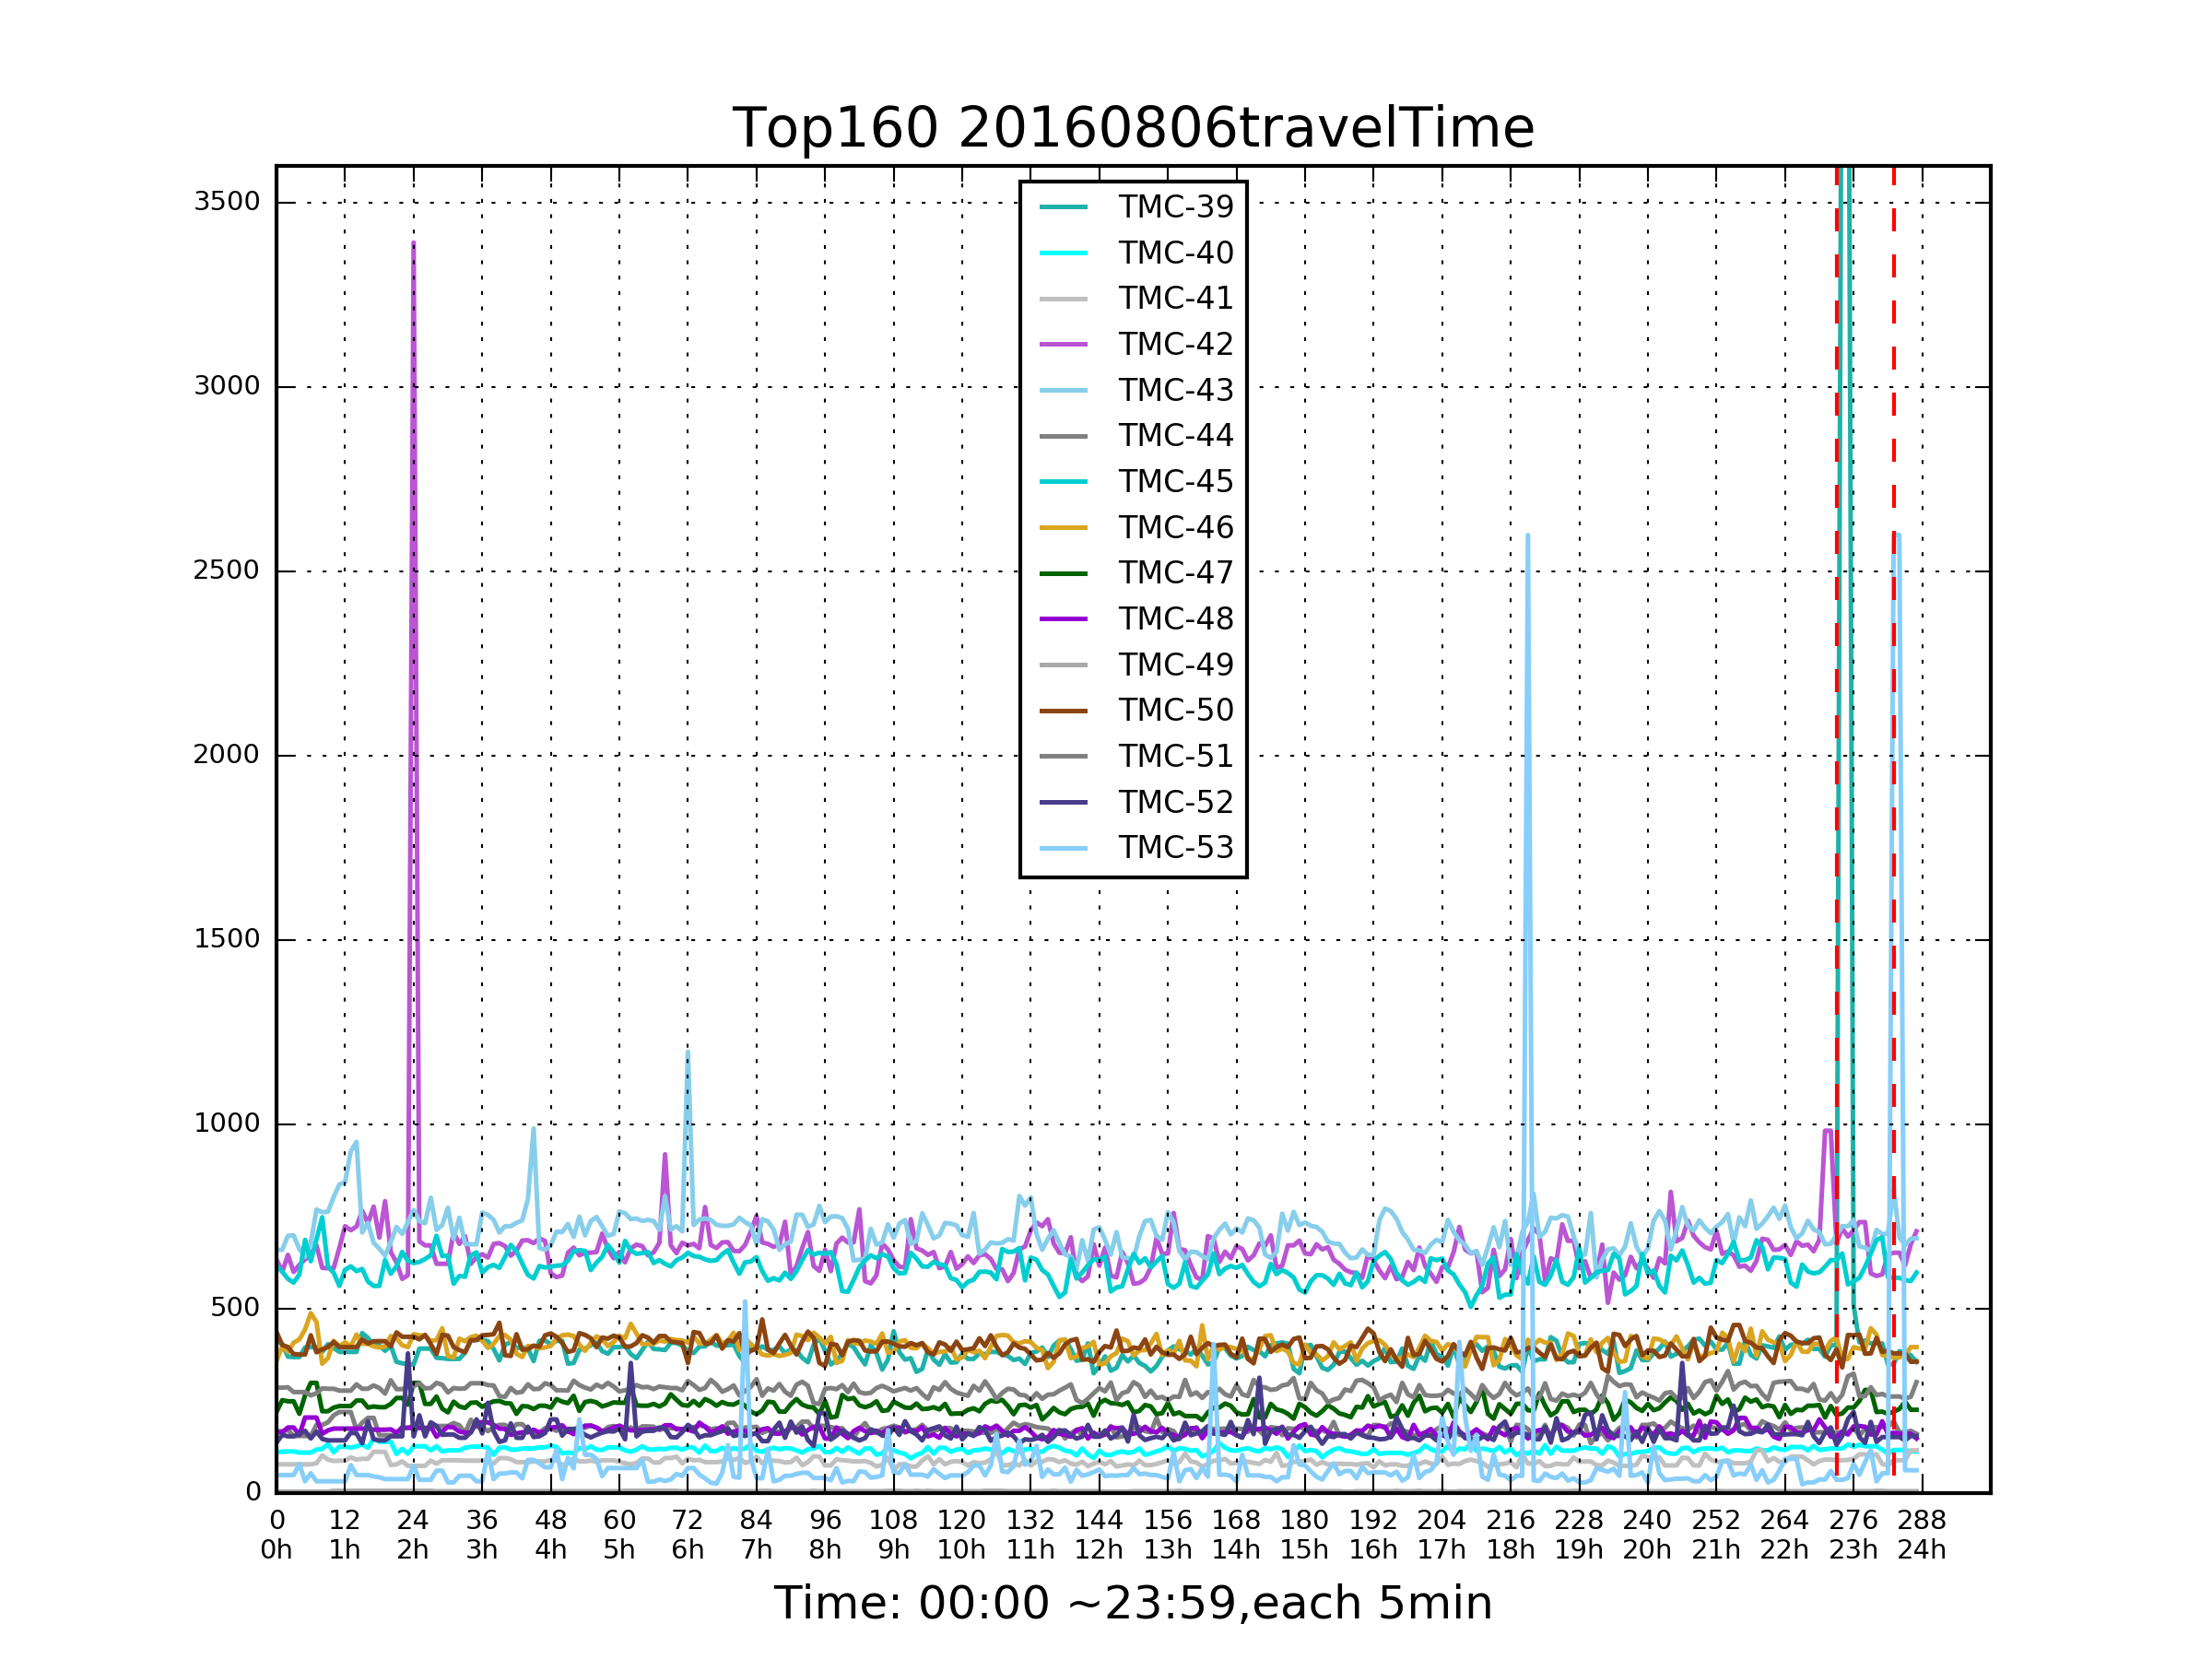 Top160 20160806travelTime
3500
3000
2500
2000
1500
1000
500
0
TMC-39
TMC-40
TMC-41
TMC-42
TMC-43
TMC-44
TMC-45
TMC-46
TMC-47
TMC-48
TMC-49
TMC-50
TMC-51
TMC-52
TMC-53
0 12 24 36 48 60 72 84 96 108 120 132 144 156 168 180 192 204 216 228 240 252 264 276 288
0h 1h 2h 3h 4h 5h 6h 7h 8h 9h 10h 11h 12h 13h 14h 15h 16h 17h 18h 19h 20h 21h 22h 23h 24h
Time: 00:00 ~23:59,each 5min